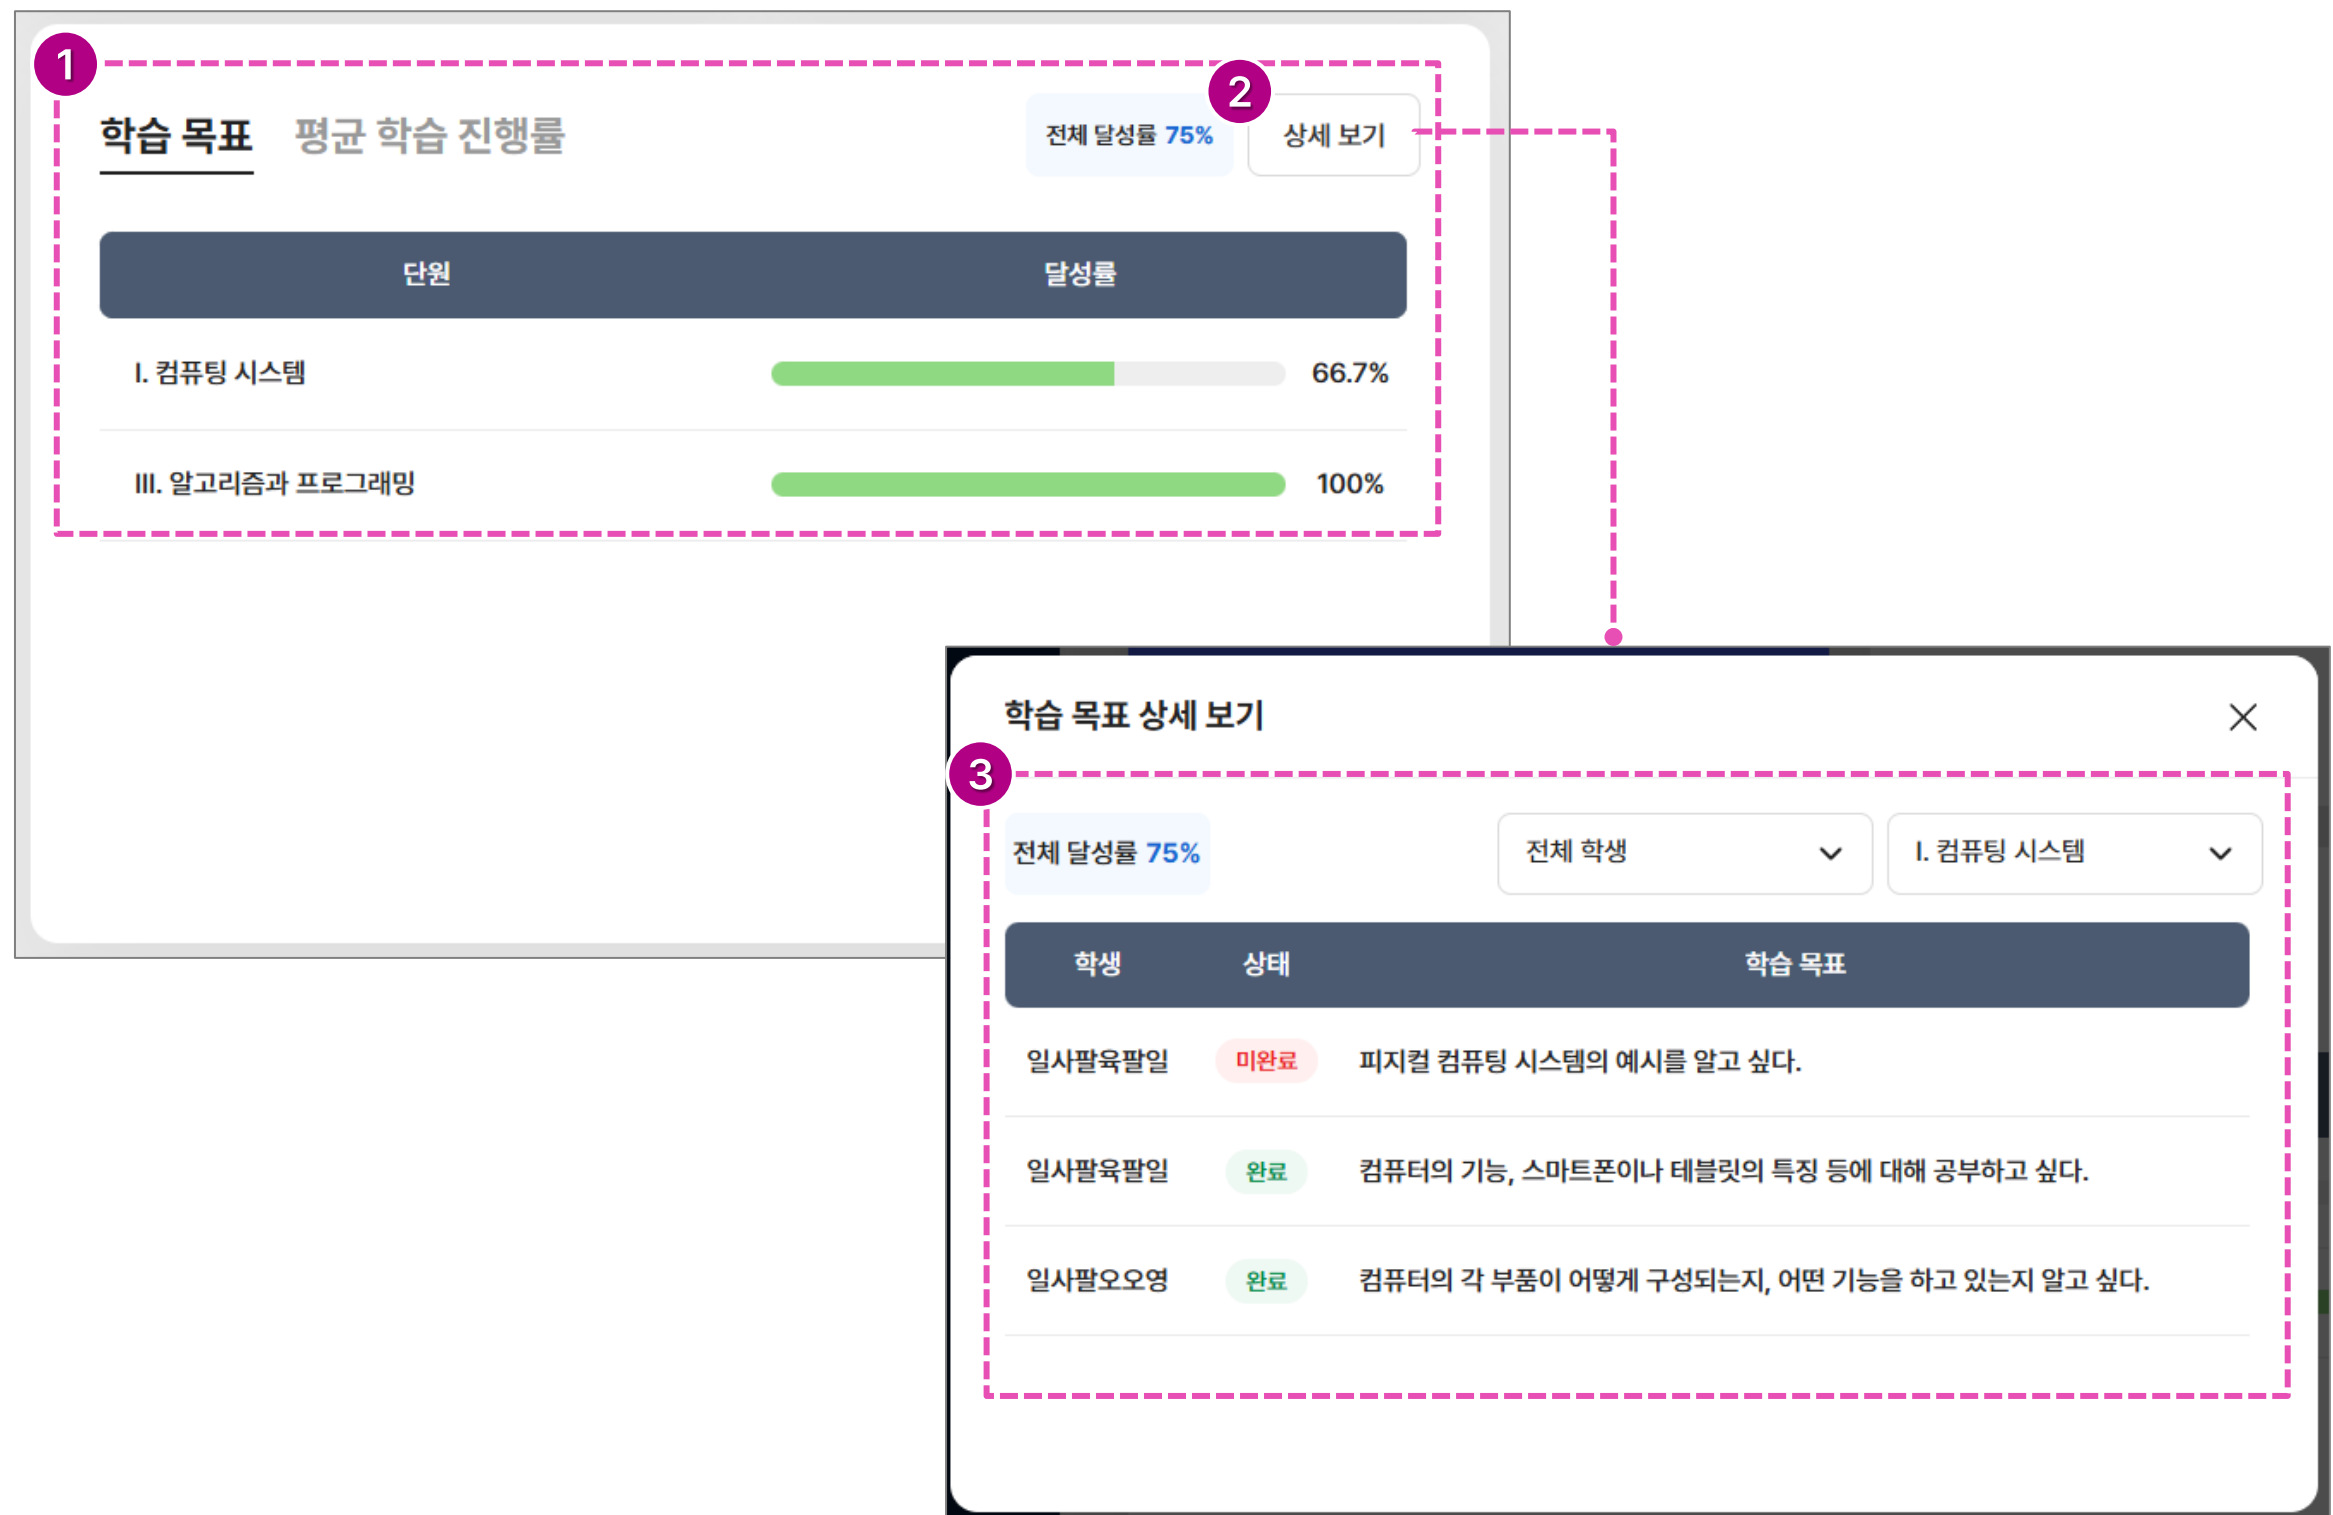 1
2
학습 목표 평균 학습 진행률 전체 달성률 75% 상세 보기
단원 달성률
I. 컴퓨팅 시스템 66.7%
III. 알고리즘과 프로그래밍 100%
학습 목표 상세 보기
3
전체 달성률 75% 전체 학생 I. 컴퓨팅 시스템
학생 상태 학습 목표
일사팔육팔일 미완료 피지컬 컴퓨팅 시스템의 예시를 알고 싶다.
일사팔육팔일 완료 컴퓨터의 기능, 스마트폰이나 테블릿의 특징 등에 대해 공부하고 싶다.
일사팔오오영 완료 컴퓨터의 각 부품이 어떻게 구성되는지, 어떤 기능을 하고 있는지 알고 싶다.